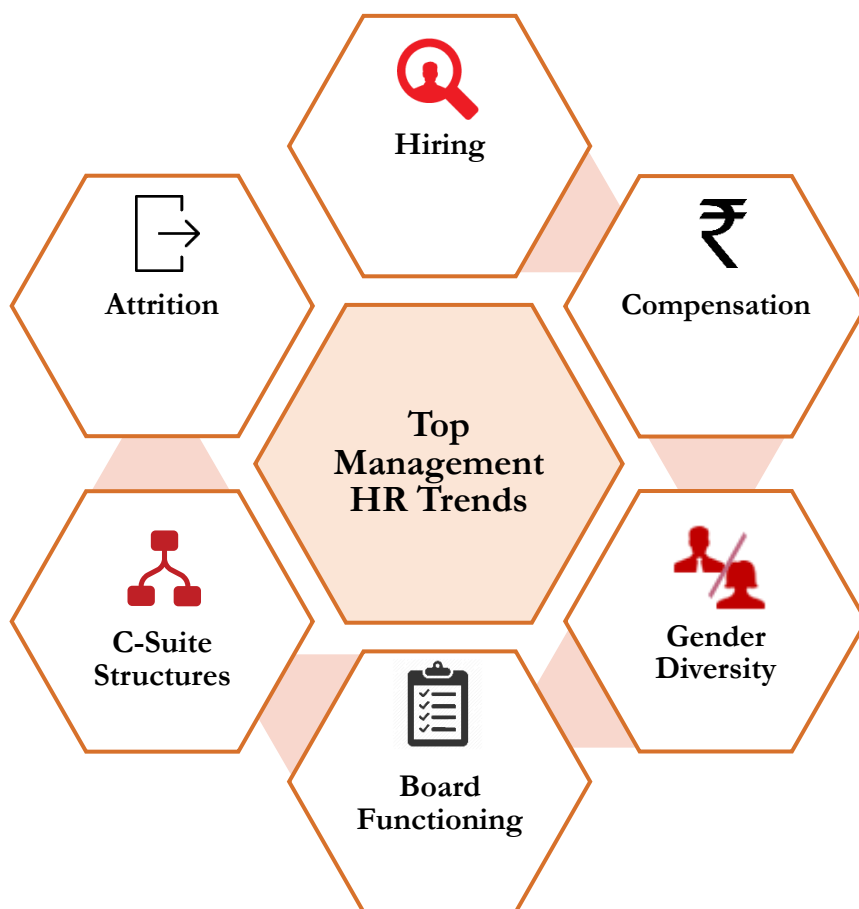 Hiring
₹
Compensation
Attrition
Top
Management
HR Trends
C-Suite
Structures
Gender
Diversity
Board
Functioning